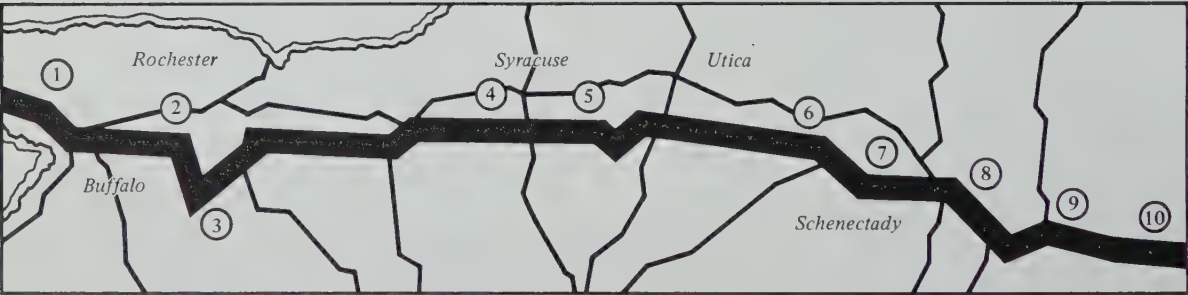 Rochester
Syracuse
Utica
1
2
4
5
6
7
Buffalo
3
8
Schenectady
9
10